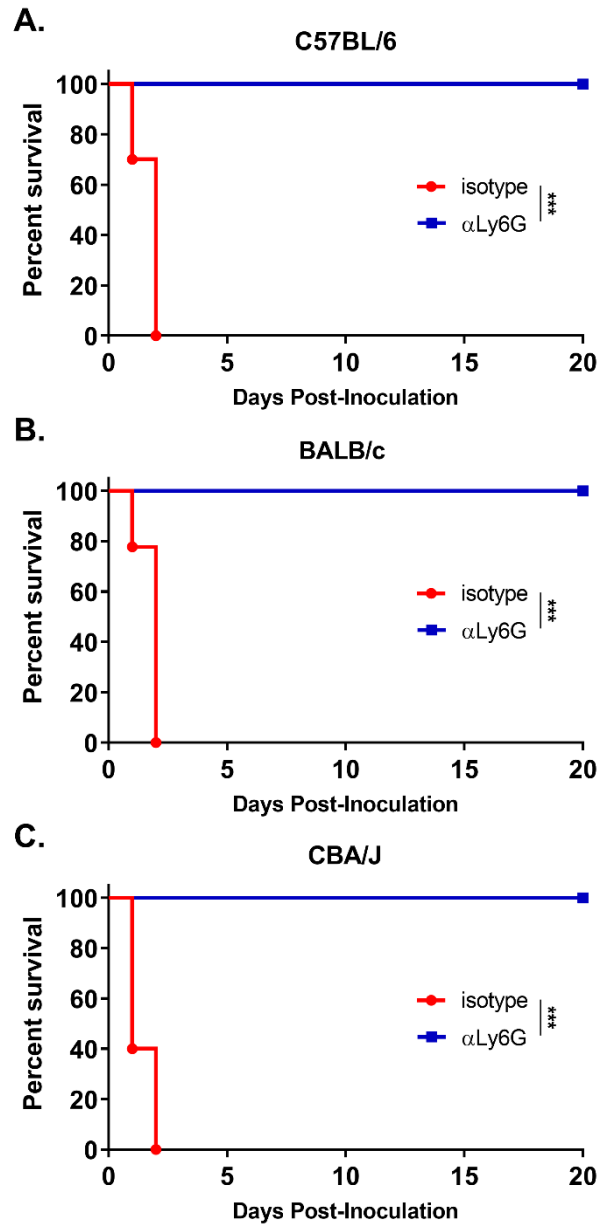 A.
C57BL/6
Percent survival
100
80
60
40
20
0
isotype
αLy6G
***
0 5 10 15 20
Days Post-Inoculation
B.
BALB/c
Percent survival
100
80
60
40
20
0
isotype
αLy6G
***
0 5 10 15 20
Days Post-Inoculation
C.
CBA/J
Percent survival
100
80
60
40
20
0
isotype
αLy6G
***
0 5 10 15 20
Days Post-Inoculation